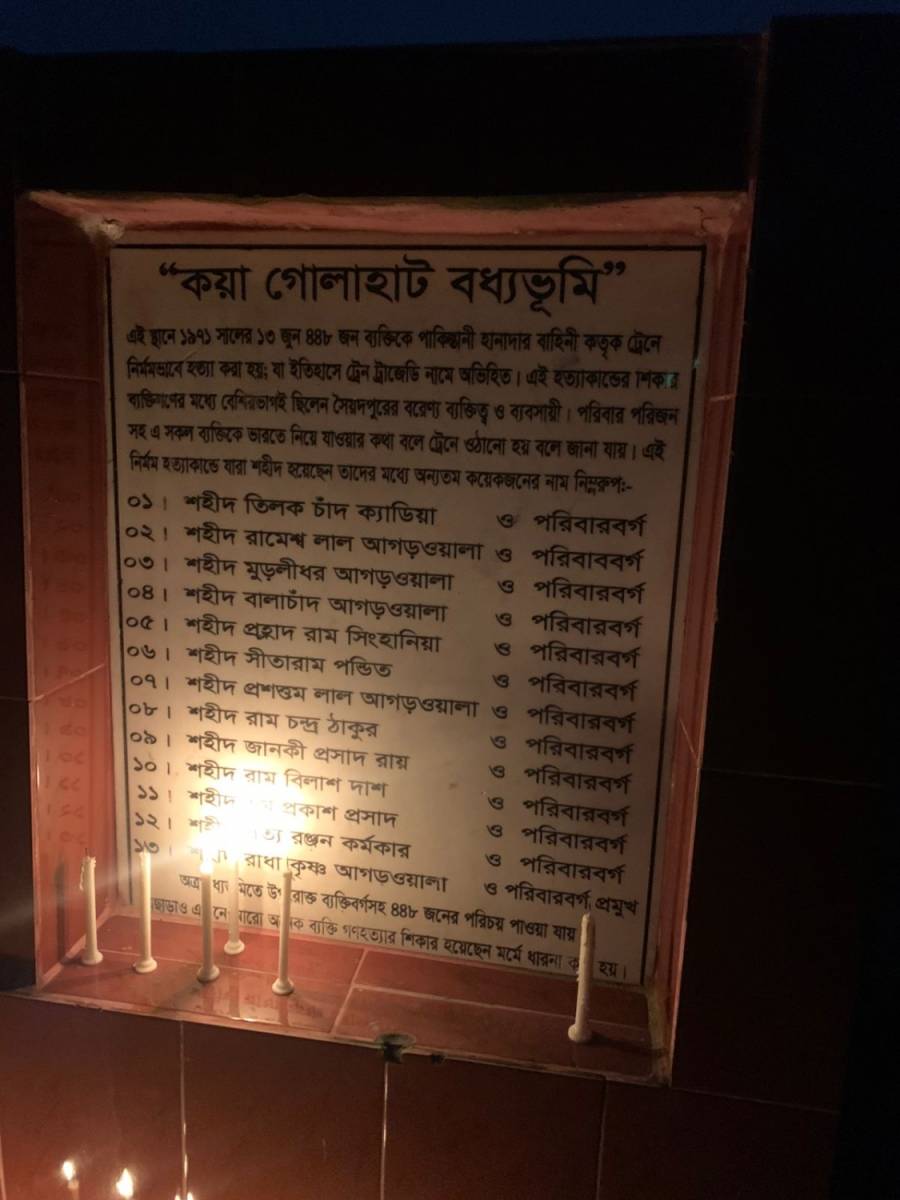 “কয়া গোলাহাট বধ্যভূমি”
এই স্থানে ১৯৭১ সালের ১৩ জুন ৪৪৮ জন ব্যক্তিকে পাকিস্তানী হানাদার বাহিনী কতৃক ট্রেনে
নির্মমভাবে হত্যা করা হয়; যা ইতিহাসে ট্রেন ট্রাজেডি নামে অভিহিত। এই হত্যাকান্ডের শিকার
ব্যক্তিগণের মধ্যে বেশিরভাগই ছিলেন সৈয়দপুরের বরেণ্য ব্যক্তিত্ব ও ব্যবসায়ী। পরিবার পরিজন
সহ এ সকল ব্যক্তিকে ভারতে নিয়ে যাওয়ার কথা বলে ট্রেনে ওঠানো হয় বলে জানা যায়। এই
নির্মম হত্যাকান্ডে যারা শহীদ হয়েছেন তাদের মধ্যে অন্যতম কয়েকজনের নাম নিম্নরুপ:-
০১। শহীদ তিলক চাঁদ ক্যাডিয়া ও পরিবারবর্গ
০২। শহীদ রামেশ্ব লাল আগড়ওয়ালা ও পরিবাববর্গ
০৩। শহীদ মুড়লীধর আগড়ওয়ালা ও পরিবারবর্গ
০৪। শহীদ বালাচাঁদ আগড়ওয়ালা ও পরিবারবর্গ
০৫। শহীদ প্রহ্লাদ রাম সিংহানিয়া ও পরিবারবর্গ
০৬। শহীদ সীতারাম পন্ডিত ও পরিবারবর্গ
০৭। শহীদ প্রশত্তম লাল আগড়ওয়ালা ও পরিবারবর্গ
০৮। শহীদ রাম চন্দ্র ঠাকুর ও পরিবারবর্গ
০৯। শহীদ জানকী প্রসাদ রায় ও পরিবারবর্গ
১০। শহীদ রাম বিলাশ দাশ ও পরিবারবর্গ
১১। শহীদ প্রকাশ প্রসাদ ও পরিবারবর্গ
১২। রঞ্জন কর্মকার ও পরিবারবর্গ
১৩। রাধা কৃষ্ণ আগড়ওয়ালা ও পরিবারবর্গ প্রমুখ
ব্যক্তিবর্গসহ ৪৪৮ জনের পরিচয় পাওয়া যায়
ব্যক্তি গণহত্যার শিকার হয়েছেন মর্মে ধারনা হয়।